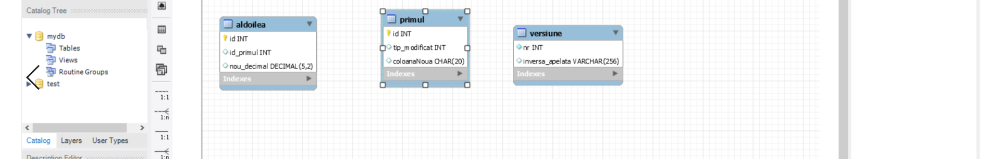 Catalog Tree
mydb
Tables
Views
Routine Groups
test
Catalog Layers User Types
Description Editor
1:1
1:n
1:1
1:n
aldoilea
id INT
id_primul INT
nou_decimal DECIMAL(5,2)
Indexes
primul
id INT
tip_modificat INT
coloanaNoua CHAR(20)
Indexes
versiune
nr INT
inversa_apelata VARCHAR(256)
Indexes